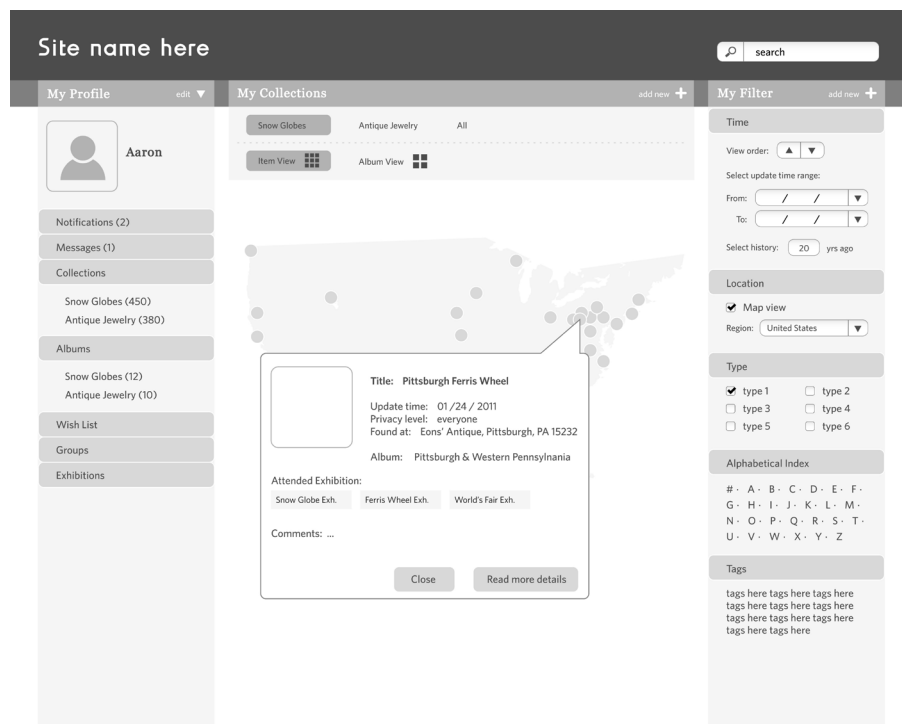 Site name here
search
My Profile edit
Aaron
Notifications (2)
Messages (1)
Collections
Snow Globes (450)
Antique Jewelry (380)
Albums
Snow Globes (12)
Antique Jewelry (10)
Wish List
Groups
Exhibitions
My Collections add new
Snow Globes Antique Jewelry All
Item View Album View
Title: Pittsburgh Ferris Wheel
Update time: 01 / 24 / 2011
Privacy level: everyone
Found at: Eons' Antique, Pittsburgh, PA 15232
Album: Pittsburgh & Western Pennsylnania
Attended Exhibition:
Snow Globe Exh. Ferris Wheel Exh. World's Fair Exh.
Comments: ...
Close Read more details
My Filter add new
Time
View order:
Select update time range:
From: / /
To: / /
Select history: 20 yrs ago
Location
Map view
Region: United States
Type
type 1 type 2
type 3 type 4
type 5 type 6
Alphabetical Index
# · A · B · C · D · E · F ·
G · H · I · J · K · L · M ·
N · O · P · Q · R · S · T ·
U · V · W · X · Y · Z
Tags
tags here tags here tags here
tags here tags here tags here
tags here tags here tags here
tags here tags here